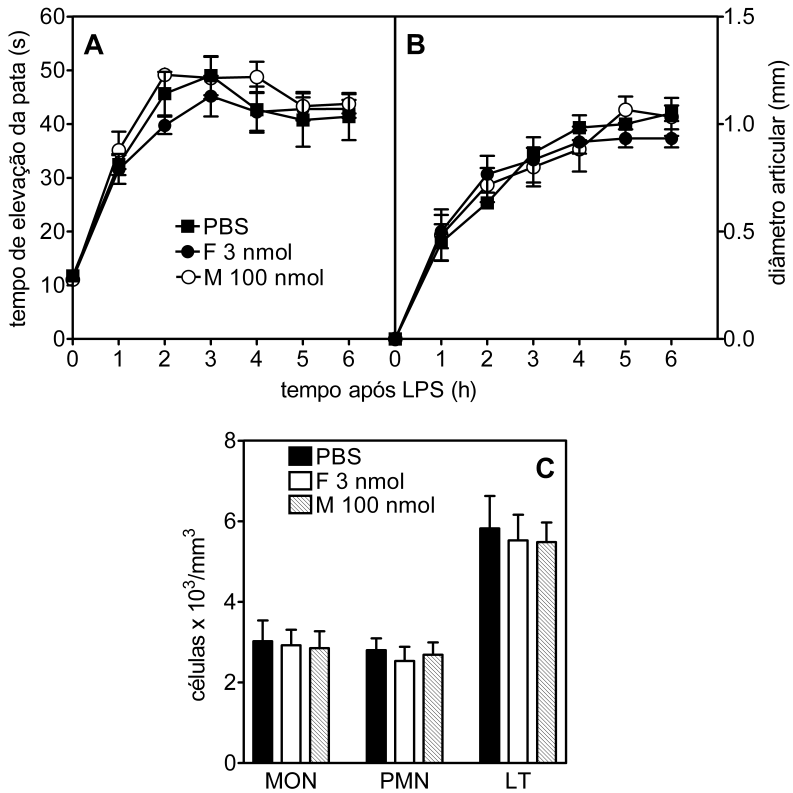 A
B
tempo de elevação da pata (s)
60
50
40
30
20
10
0
PBS
F 3 nmol
M 100 nmol
0 1 2 3 4 5 6
0 1 2 3 4 5 6
tempo após LPS (h)
1.5
1.0
0.5
0.0
diâmetro articular (mm)
C
PBS
F 3 nmol
M 100 nmol
células x 10³/mm³
8
6
4
2
0
MON PMN LT